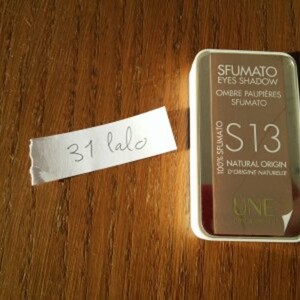 31 lalo
SFUMATO
EYES SHADOW
OMBRE PAUPIÈRES
SFUMATO
100% SFUMATO
S13
NATURAL ORIGIN
D'ORIGINE NATURELLE
UNE